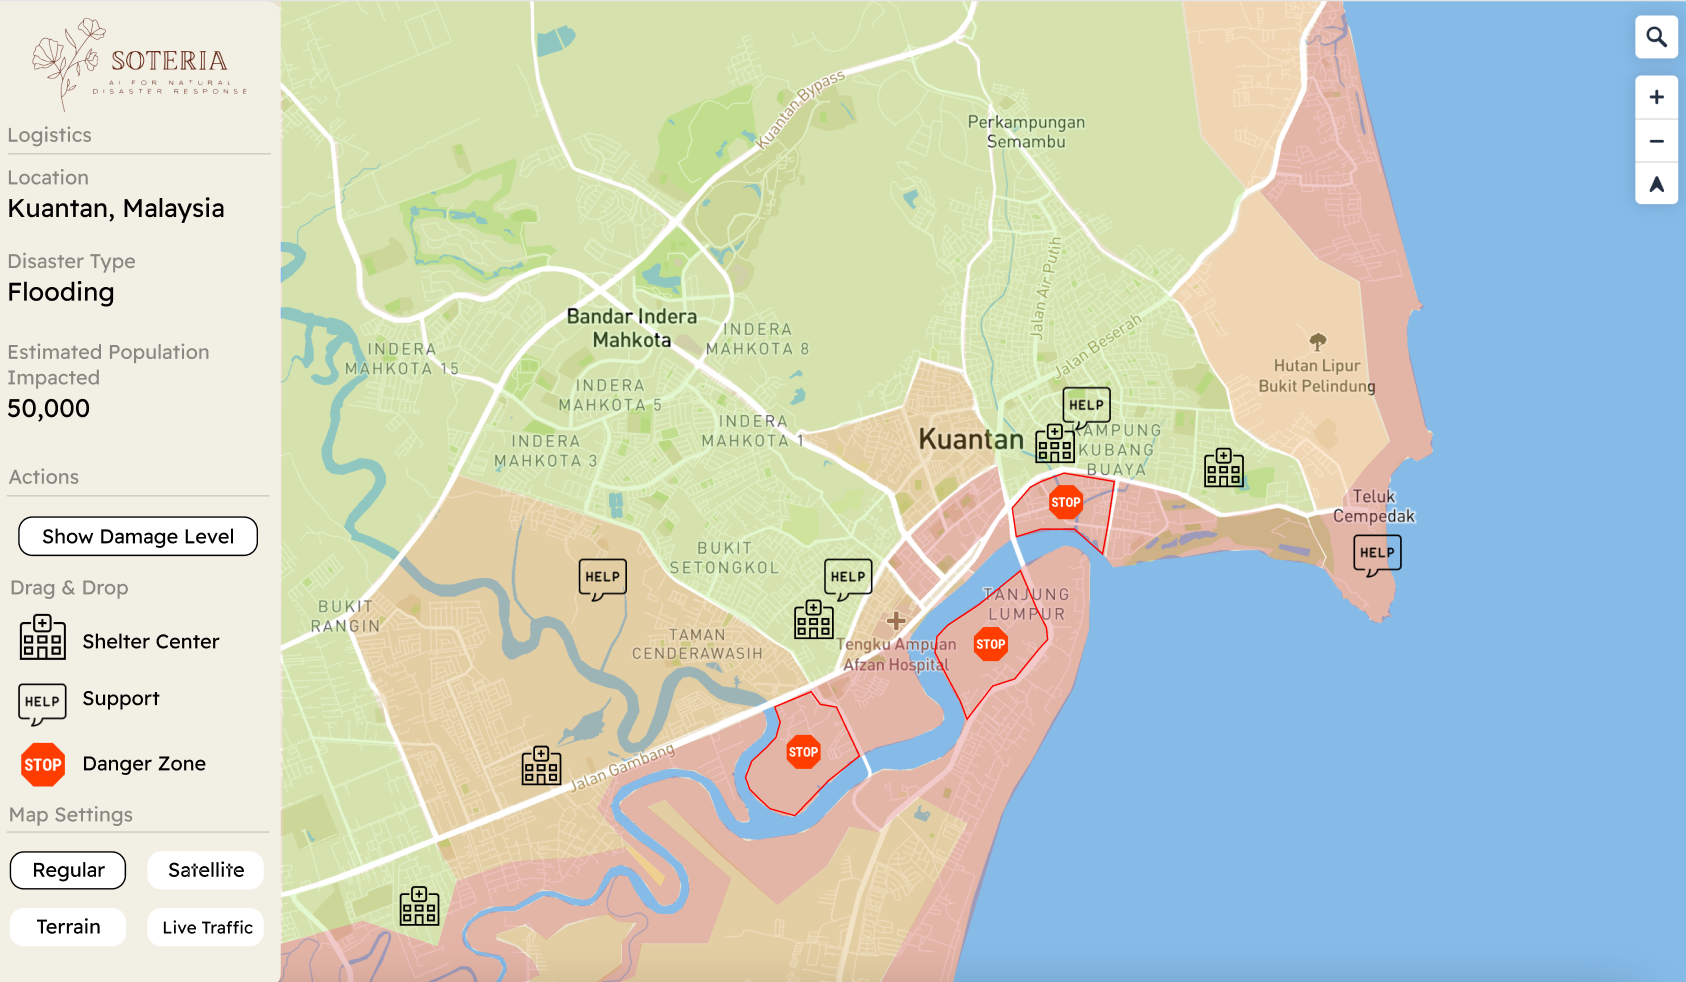 SOTERIA
AI FOR NATURAL
DISASTER RESPONSE
Logistics
Location
Kuantan, Malaysia
Disaster Type
Flooding
Estimated Population
Impacted
50,000
Actions
Show Damage Level
Drag & Drop
Shelter Center
HELP
Support
STOP
Danger Zone
Map Settings
Regular
Satellite
Terrain
Live Traffic
Kuantan Bypass
Perkampungan
Semambu
Jalan Air Putih
Jalan Beserah
Bandar Indera
Mahkota
INDERA
MAHKOTA 8
INDERA
MAHKOTA 15
INDERA
MAHKOTA 5
INDERA
MAHKOTA 1
INDERA
MAHKOTA 3
Hutan Lipur
Bukit Pelindung
HELP
Kuantan
KAMPUNG
KUBANG
BUAYA
STOP
Teluk
Cempedak
HELP
BUKIT
SETONGKOL
HELP
HELP
BUKIT
RANGIN
TAMAN
CENDERAWASIH
Tengku Ampuan
Afzan Hospital
TANJUNG
LUMPUR
STOP
STOP
Jalan Gambang